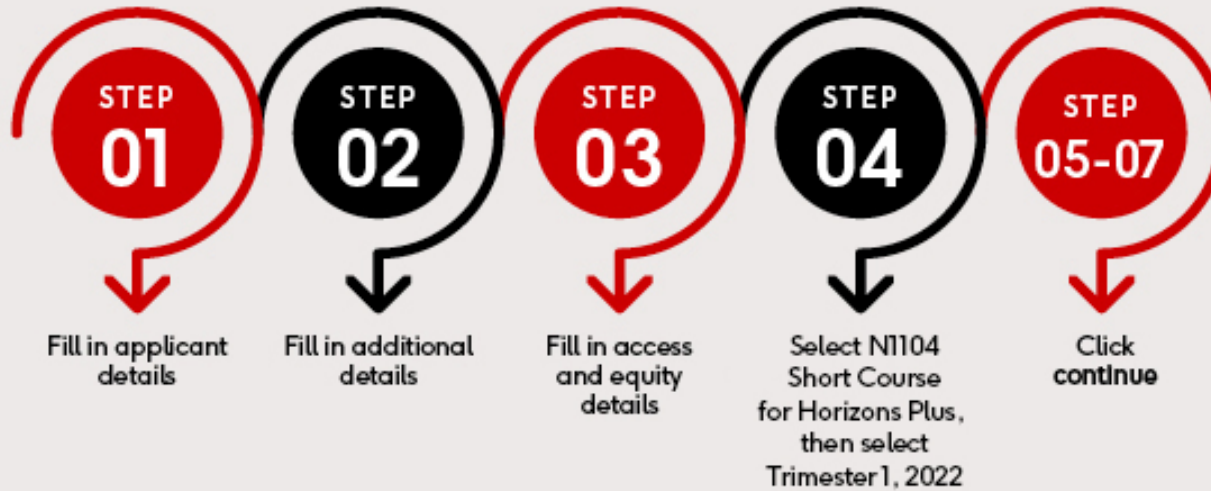 STEP
01
Fill in applicant
details
STEP
02
Fill in additional
details
STEP
03
Fill in access
and equity
details
STEP
04
Select N1104
Short Course
for Horizons Plus,
then select
Trimester 1, 2022
STEP
05-07
Click
continue